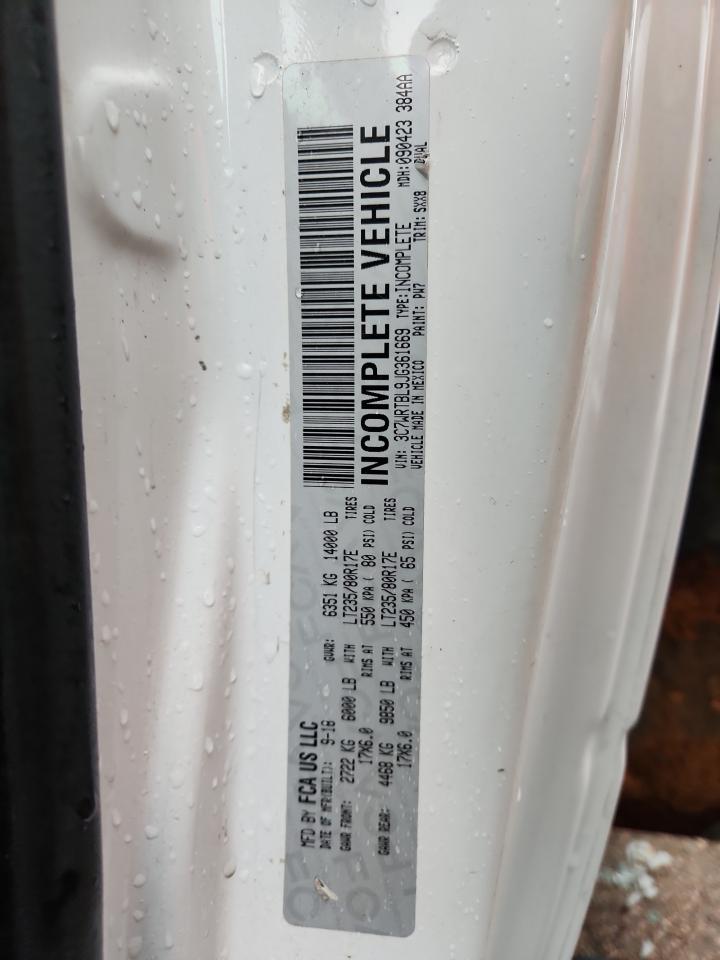 MFD BY FCA US LLC
DATE OF MFR(BUILT): 9-18 GVWR: 6351 KG 14000 LB
GAWR FRONT: 2722 KG 6000 LB WITH LT235/80R17E TIRES
17X6.0 RIMS AT 550 KPA ( 80 PSI) COLD
GAWR REAR: 4468 KG 9850 LB WITH LT235/80R17E TIRES
17X6.0 RIMS AT 450 KPA ( 65 PSI) COLD
INCOMPLETE VEHICLE
MDH:090423 384AA
DUAL
VIN: 3C7WRTBL9JG361669 TYPE:INCOMPLETE
VEHICLE MADE IN MEXICO PAINT: PW7 TRIM: SXX8